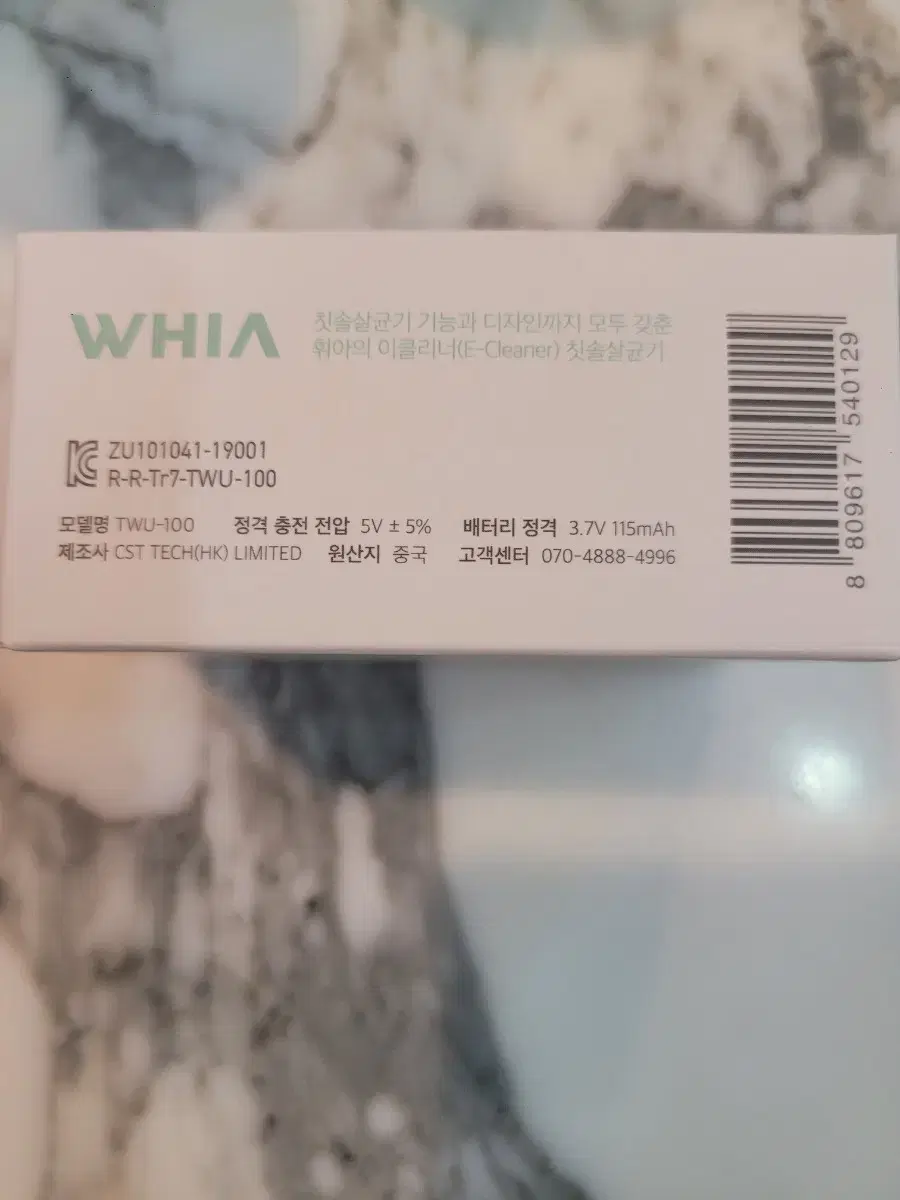 WHIA
칫솔살균기 기능과 디자인까지 모두 갖춘
휘아의 이클리너(E-Cleaner) 칫솔살균기
ZU101041-19001
R-R-Tr7-TWU-100
모델명 TWU-100 정격 충전 전압 5V ± 5% 배터리 정격 3.7V 115mAh
제조사 CST TECH(HK) LIMITED 원산지 중국 고객센터 070-4888-4996
8 809617 540129